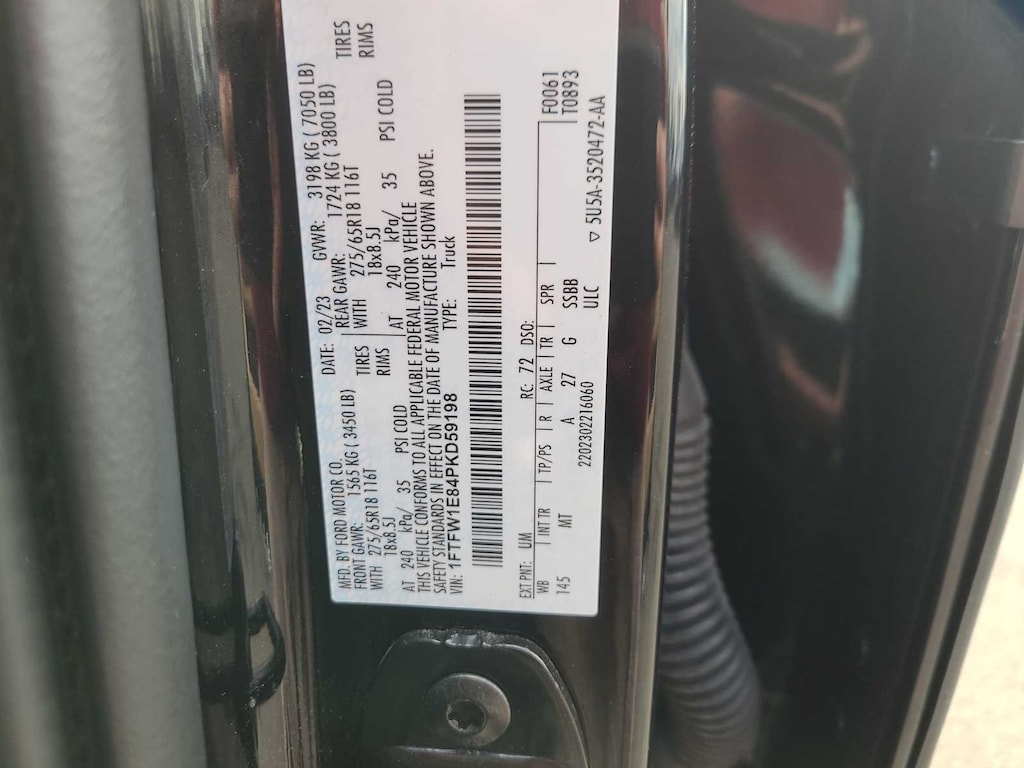 MFD. BY FORD MOTOR CO.
DATE: 02/23 GVWR: 3198 KG ( 7050 LB)
FRONT GAWR: 1565 KG ( 3450 LB) REAR GAWR: 1724 KG ( 3800 LB)
WITH 275/65R18 116T TIRES WITH 275/65R18 116T TIRES
18x8.5J RIMS 18x8.5J RIMS
AT 240 kPa/ 35 PSI COLD AT 240 kPa/ 35 PSI COLD
THIS VEHICLE CONFORMS TO ALL APPLICABLE FEDERAL MOTOR VEHICLE
SAFETY STANDARDS IN EFFECT ON THE DATE OF MANUFACTURE SHOWN ABOVE.
VIN: 1FTFW1E84PKD59198 TYPE: Truck
EXT PNT: UM RC: 72 DSO: F0061
WB INT TR TP/PS R AXLE TR SPR T0893
145 MT A 27 G SSBB
22023022216060 ULC ▽ 5U5A-3520472-AA